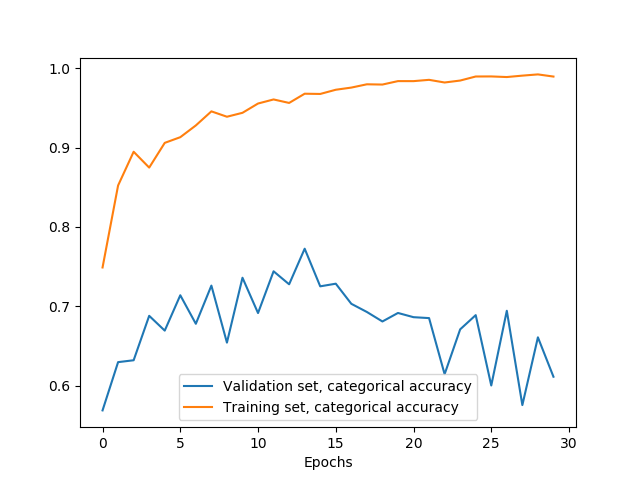 1.0
0.9
0.8
0.7
0.6
Validation set, categorical accuracy
Training set, categorical accuracy
0 5 10 15 20 25 30
Epochs